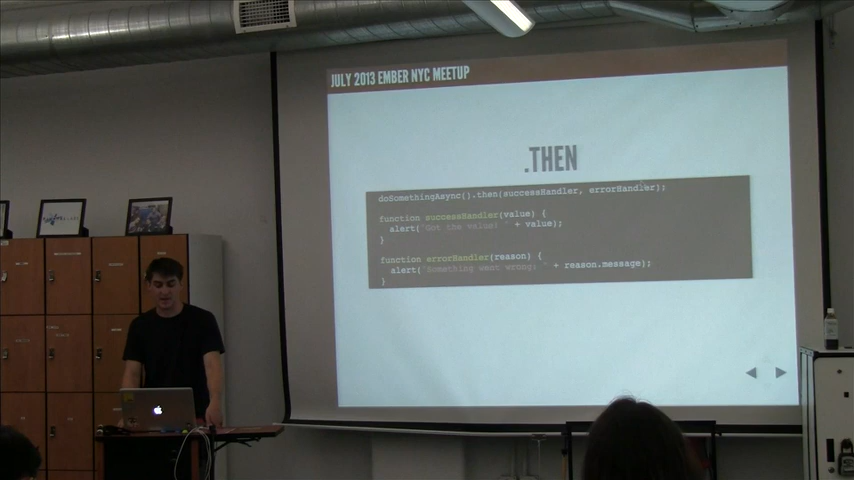 JULY 2013 EMBER NYC MEETUP
.THEN
doSomethingAsync().then(successHandler, errorHandler);
function successHandler(value) {
alert("Got the value! " + value);
}
function errorHandler(reason) {
alert("Something went wrong: " + reason.message);
}